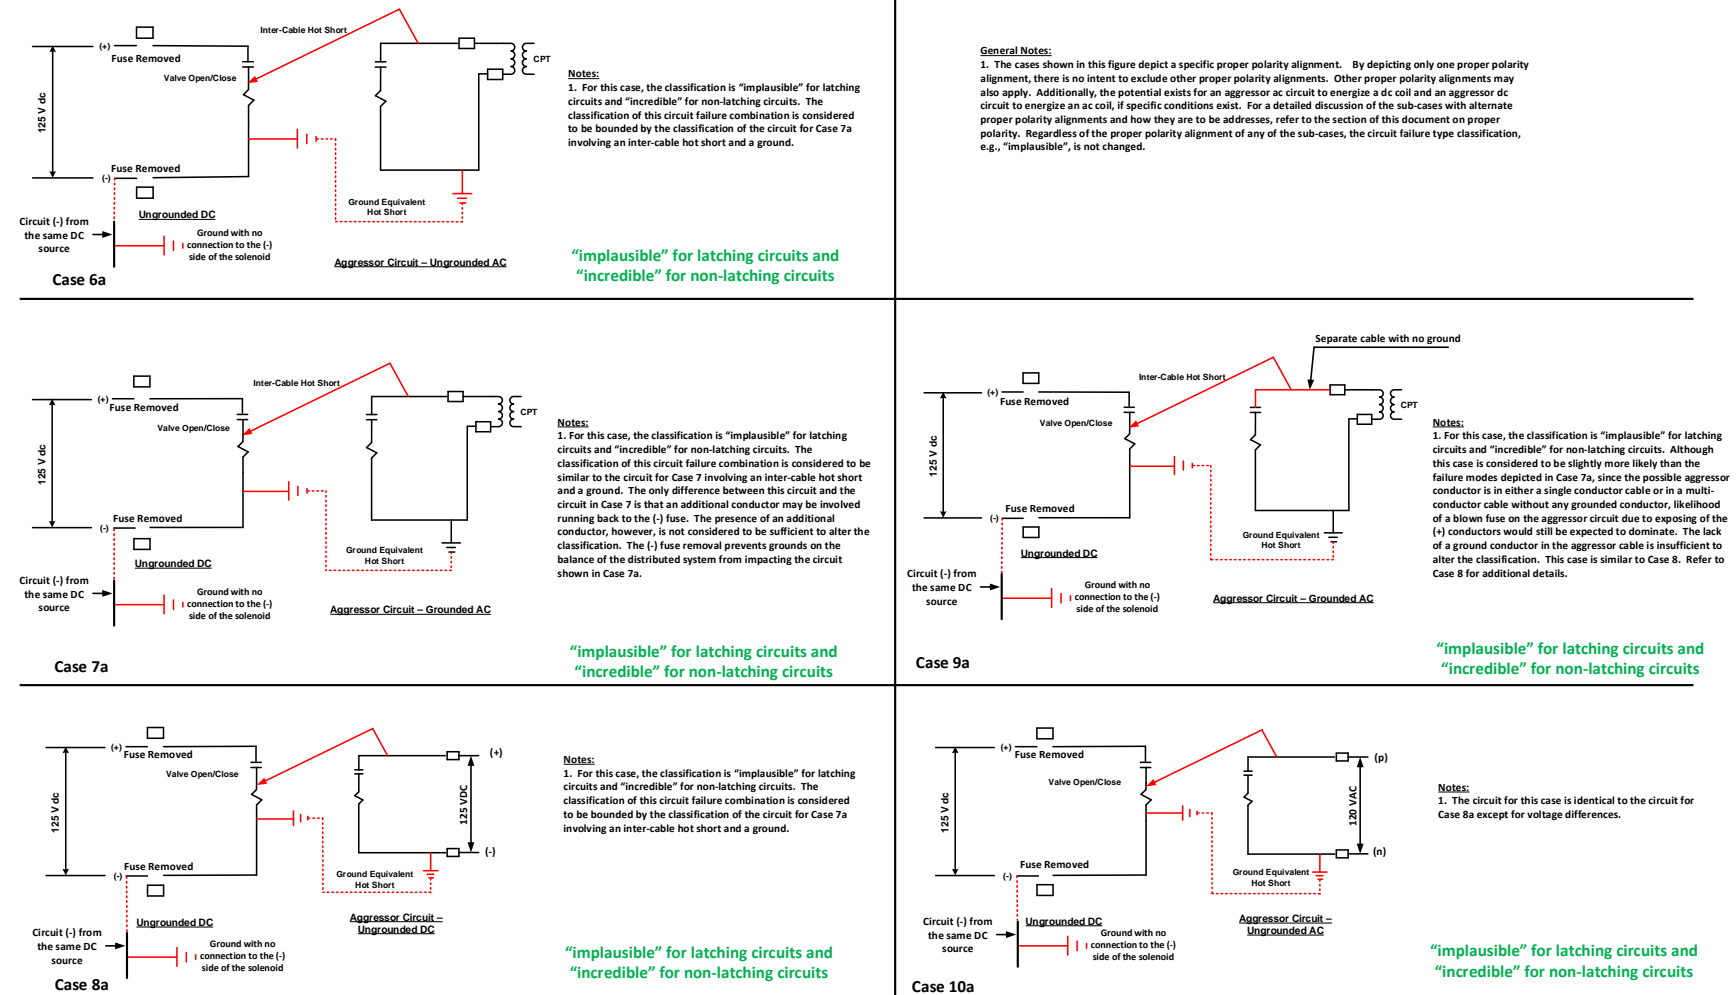 (+)
Fuse Removed
Valve Open/Close
Inter-Cable Hot Short
CPT
125 V dc
Fuse Removed
(-)
Ungrounded DC
Circuit (-) from
the same DC
source
Ground with no
connection to the (-)
side of the solenoid
Ground Equivalent
Hot Short
Aggressor Circuit – Ungrounded AC
Case 6a
Notes:
1. For this case, the classification is “implausible” for latching
circuits and “incredible” for non-latching circuits. The
classification of this circuit failure combination is considered
to be bounded by the classification of the circuit for Case 7a
involving an inter-cable hot short and a ground.
“implausible” for latching circuits and
“incredible” for non-latching circuits
General Notes:
1. The cases shown in this figure depict a specific proper polarity alignment. By depicting only one proper polarity
alignment, there is no intent to exclude other proper polarity alignments. Other proper polarity alignments may
also apply. Additionally, the potential exists for an aggressor ac circuit to energize a dc coil and an aggressor dc
circuit to energize an ac coil, if specific conditions exist. For a detailed discussion of the sub-cases with alternate
proper polarity alignments and how they are to be addresses, refer to the section of this document on proper
polarity. Regardless of the proper polarity alignment of any of the sub-cases, the circuit failure type classification,
e.g., “implausible”, is not changed.
(+)
Fuse Removed
Valve Open/Close
Inter-Cable Hot Short
CPT
125 V dc
Fuse Removed
(-)
Ungrounded DC
Circuit (-) from
the same DC
source
Ground with no
connection to the (-)
side of the solenoid
Ground Equivalent
Hot Short
Aggressor Circuit – Grounded AC
Case 7a
Notes:
1. For this case, the classification is “implausible” for latching
circuits and “incredible” for non-latching circuits. The
classification of this circuit failure combination is considered to be
similar to the circuit for Case 7 involving an inter-cable hot short
and a ground. The only difference between this circuit and the
circuit in Case 7 is that an additional conductor may be involved
running back to the (-) fuse. The presence of an additional
conductor, however, is not considered to be sufficient to alter the
classification. The (-) fuse removal prevents grounds on the
balance of the distributed system from impacting the circuit
shown in Case 7a.
“implausible” for latching circuits and
“incredible” for non-latching circuits
Separate cable with no ground
(+)
Fuse Removed
Valve Open/Close
Inter-Cable Hot Short
CPT
125 V dc
Fuse Removed
(-)
Ungrounded DC
Circuit (-) from
the same DC
source
Ground with no
connection to the (-)
side of the solenoid
Ground Equivalent
Hot Short
Aggressor Circuit – Grounded AC
Case 9a
Notes:
1. For this case, the classification is “implausible” for latching
circuits and “incredible” for non-latching circuits. Although
this case is considered to be slightly more likely than the
failure modes depicted in Case 7a, since the possible aggressor
conductor is in either a single conductor cable or in a multi-
conductor cable without any grounded conductor, likelihood
of a blown fuse on the aggressor circuit due to exposing of the
(+) conductors would still be expected to dominate. The lack
of a ground conductor in the aggressor cable is insufficient to
alter the classification. This case is similar to Case 8. Refer to
Case 8 for additional details.
“implausible” for latching circuits and
“incredible” for non-latching circuits
(+)
Fuse Removed
Valve Open/Close
125 V dc
(+)
125 VDC
(-)
Fuse Removed
(-)
Ungrounded DC
Circuit (-) from
the same DC
source
Ground with no
connection to the (-)
side of the solenoid
Ground Equivalent
Hot Short
Aggressor Circuit –
Ungrounded DC
Case 8a
Notes:
1. For this case, the classification is “implausible” for latching
circuits and “incredible” for non-latching circuits. The
classification of this circuit failure combination is considered
to be bounded by the classification of the circuit for Case 7a
involving an inter-cable hot short and a ground.
“implausible” for latching circuits and
“incredible” for non-latching circuits
(+)
Fuse Removed
Valve Open/Close
125 V dc
(p)
120 VAC
(n)
Fuse Removed
(-)
Ungrounded DC
Circuit (-) from
the same DC
source
Ground with no
connection to the (-)
side of the solenoid
Ground Equivalent
Hot Short
Aggressor Circuit –
Ungrounded AC
Case 10a
Notes:
1. The circuit for this case is identical to the circuit for
Case 8a except for voltage differences.
“implausible” for latching circuits and
“incredible” for non-latching circuits